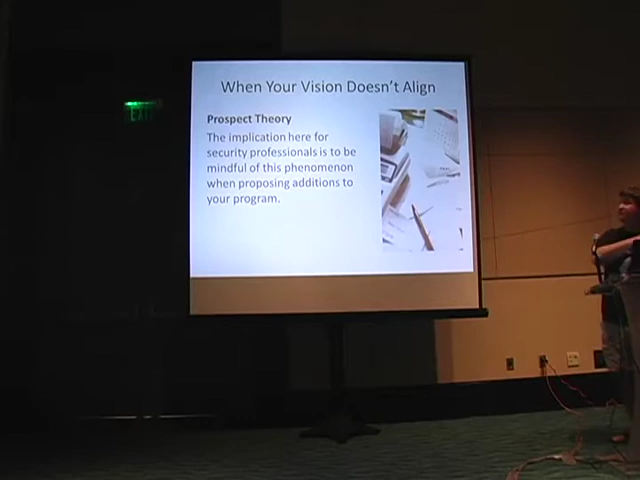 When Your Vision Doesn't Align
Prospect Theory
The implication here for
security professionals is to be
mindful of this phenomenon
when proposing additions to
your program.
EXIT